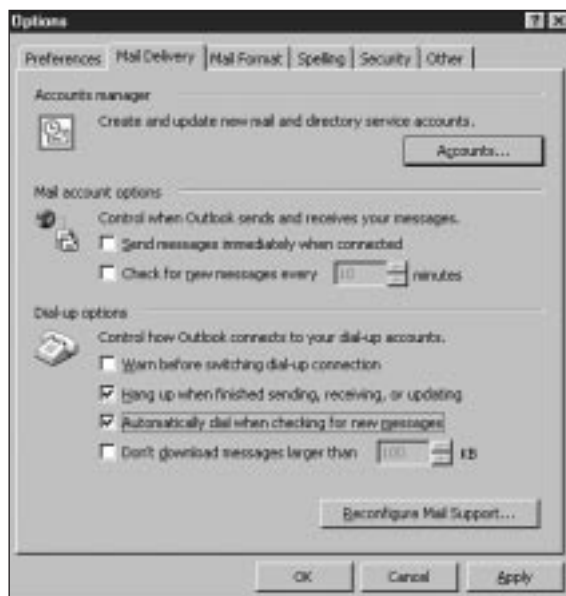 Options
Preferences Mail Delivery Mail Format Spelling Security Other
Accounts manager
Create and update new mail and directory service accounts.
Accounts...
Mail account options
Control when Outlook sends and receives your messages.
Send messages immediately when connected
Check for new messages every 10 minutes
Dial-up options
Control how Outlook connects to your dial-up accounts.
Warn before switching dial-up connection
Hang up when finished sending, receiving, or updating
Automatically dial when checking for new messages
Don't download messages larger than 100 KB
Reconfigure Mail Support...
OK Cancel Apply